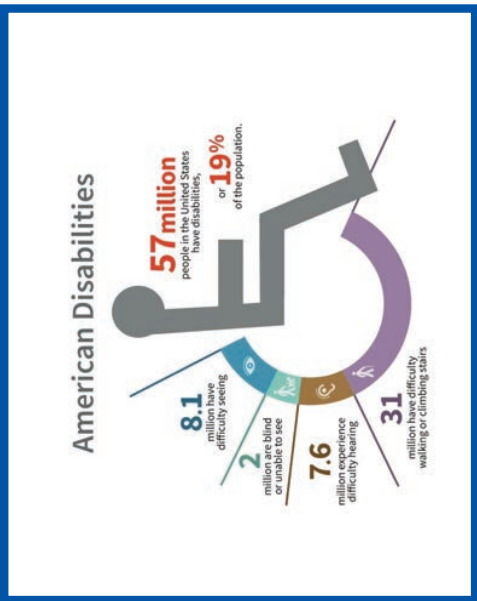 American Disabilities
57 million
people in the United States
have disabilities,
or 19%
of the population.
8.1
million have
difficulty seeing
2
million are blind
or unable to see
7.6
million experience
difficulty hearing
31
million have difficulty
walking or climbing stairs